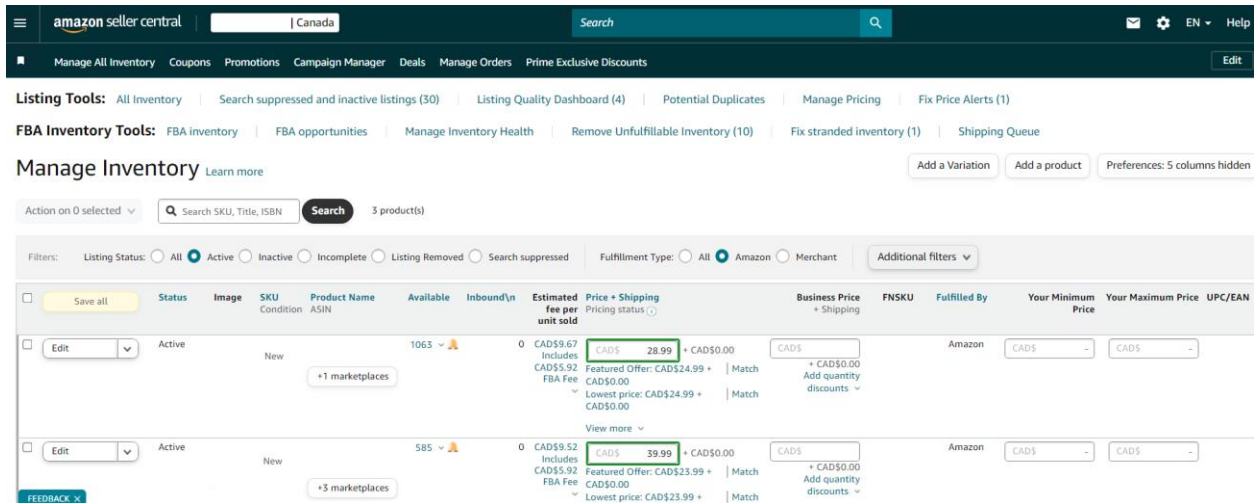 amazon seller central | Canada Search EN Help
Manage All Inventory Coupons Promotions Campaign Manager Deals Manage Orders Prime Exclusive Discounts Edit
Listing Tools: All Inventory Search suppressed and inactive listings (30) Listing Quality Dashboard (4) Potential Duplicates Manage Pricing Fix Price Alerts (1)
FBA Inventory Tools: FBA inventory FBA opportunities Manage Inventory Health Remove Unfulfillable Inventory (10) Fix stranded inventory (1) Shipping Queue
Manage Inventory Learn more Add a Variation Add a product Preferences: 5 columns hidden
Action on 0 selected Search SKU, Title, ISBN Search 3 product(s)
Filters: Listing Status: All Active Inactive Incomplete Listing Removed Search suppressed Fulfillment Type: All Amazon Merchant Additional filters
Save all Status Image SKU Product Name Available Inbound\n Estimated Price + Shipping Business Price FNSKU Fulfilled By Your Minimum Your Maximum Price UPC/EAN
Condition ASIN fee per Pricing status + Shipping Price
unit sold
Edit Active 1063 0 CAD$9.67 CAD$ 28.99 + CAD$0.00 CAD$ Amazon CAD$ - CAD$ -
New Includes + CAD$0.00
+1 marketplaces CAD$5.92 Featured Offer: CAD$24.99 + Match Add quantity
FBA Fee CAD$0.00 discounts
Lowest price: CAD$24.99 + Match
CAD$0.00
View more
Edit Active 585 0 CAD$9.52 CAD$ 39.99 + CAD$0.00 CAD$ Amazon CAD$ - CAD$ -
New Includes + CAD$0.00
CAD$5.92 Featured Offer: CAD$23.99 + Match Add quantity
+3 marketplaces FBA Fee CAD$0.00 discounts
FEEDBACK × Lowest price: CAD$23.99 + Match